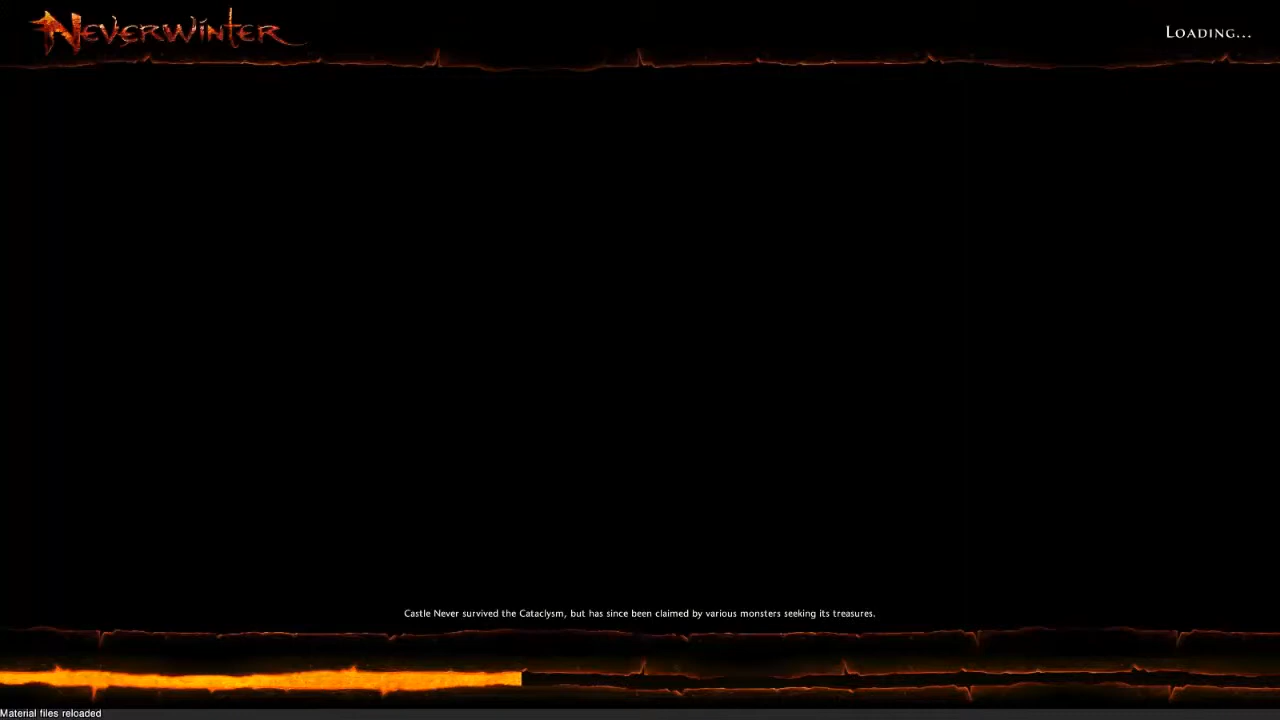 NEVERWINTER
LOADING...
Castle Never survived the Cataclysm, but has since been claimed by various monsters seeking its treasures.
Material files reloaded